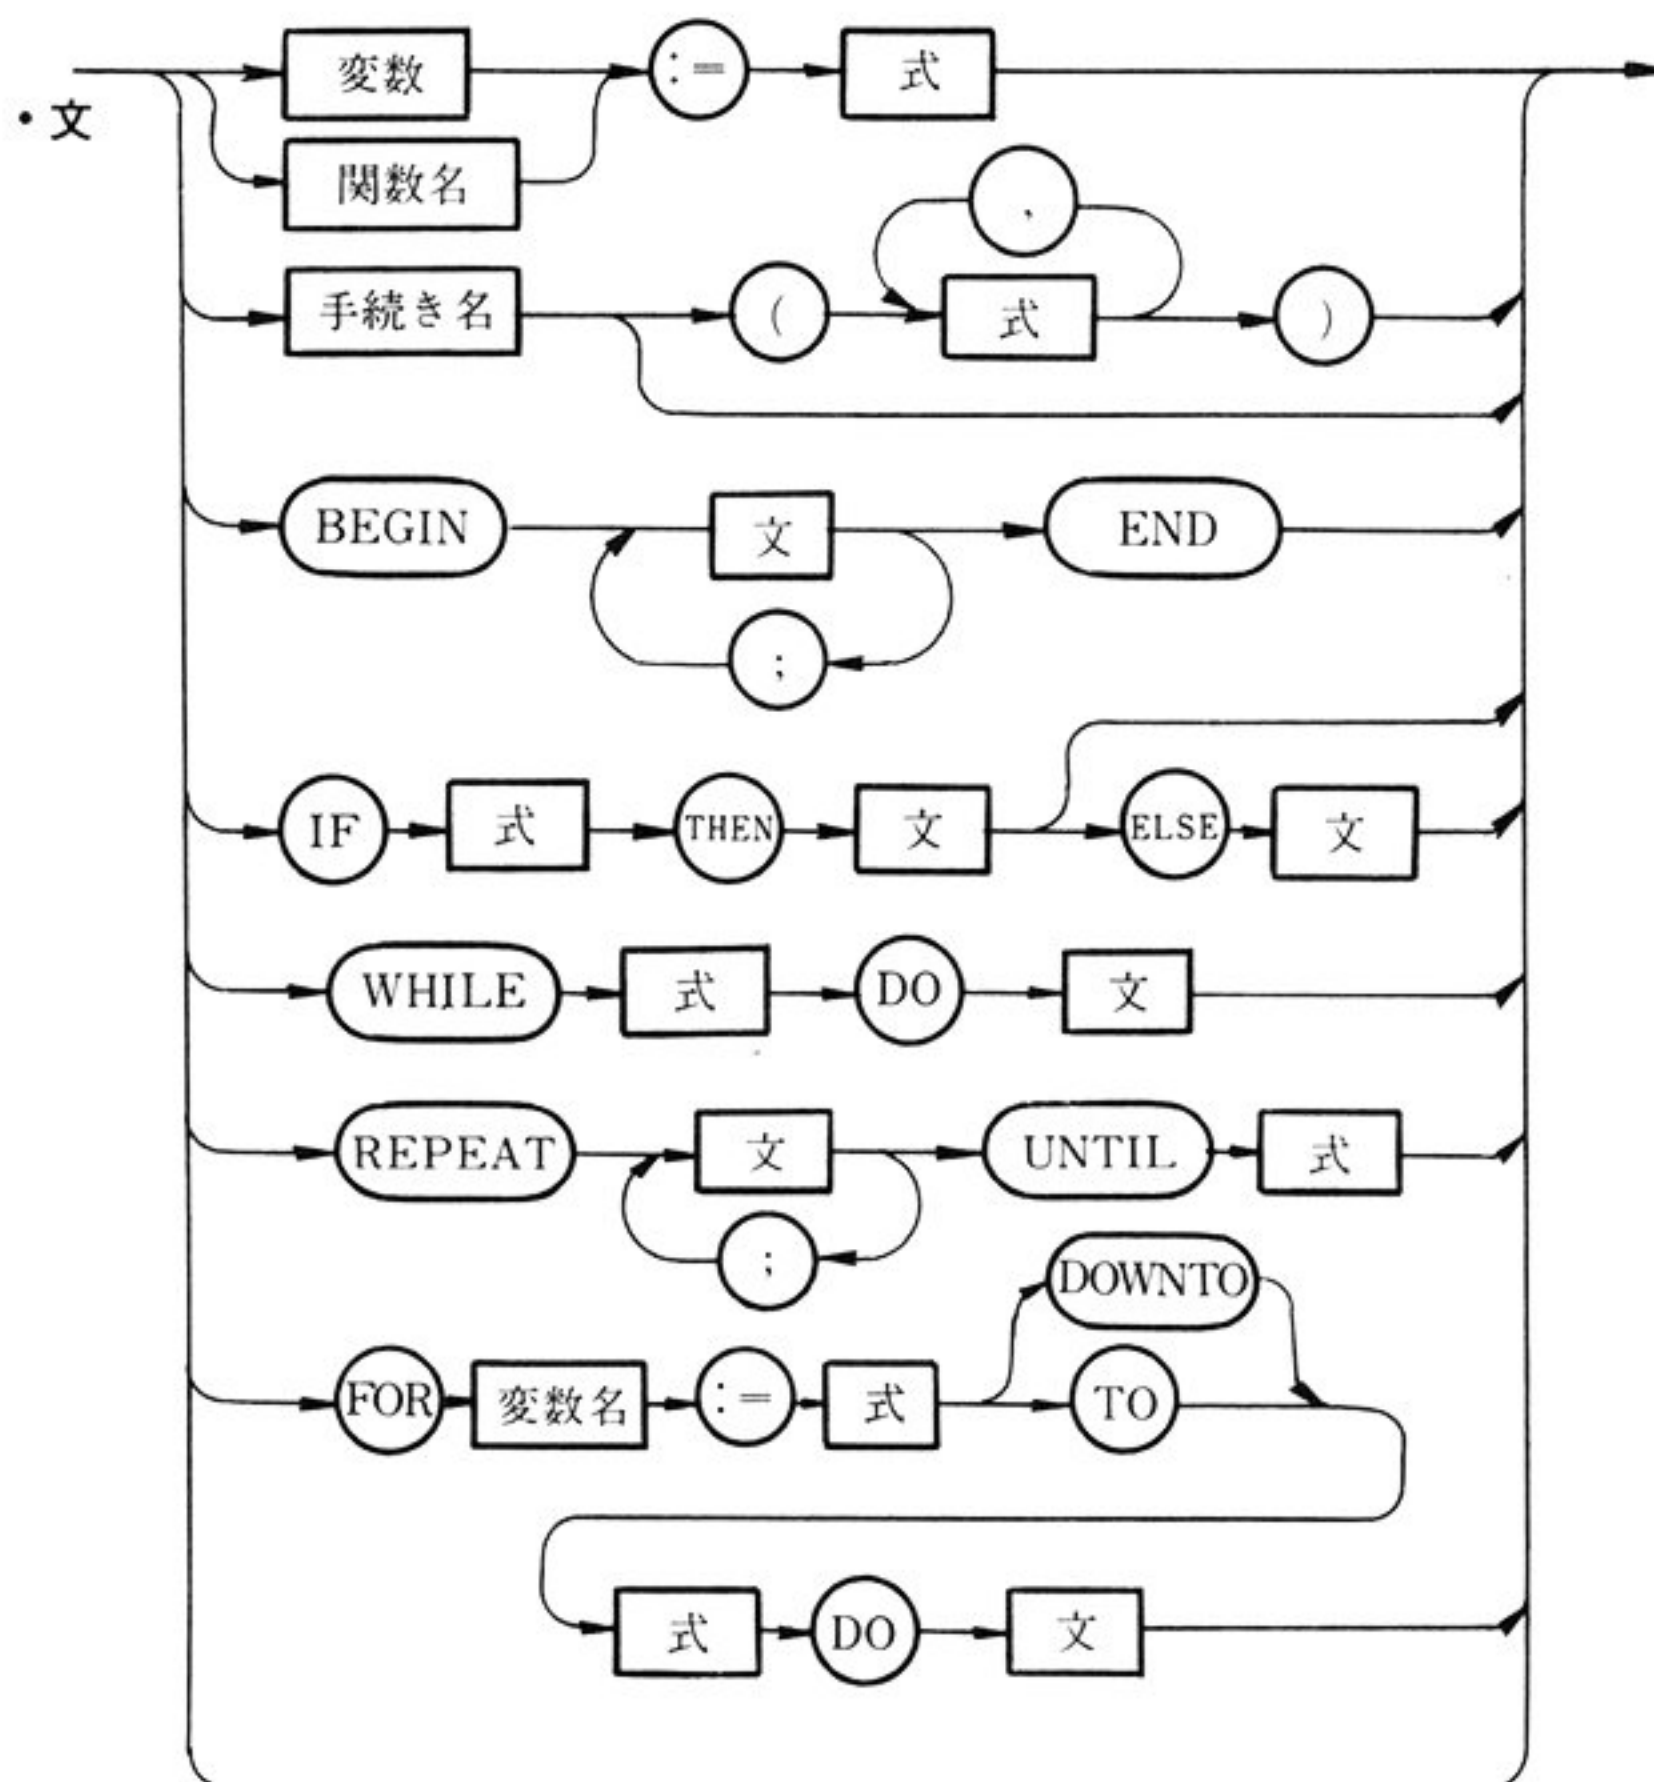 変数 := 式
・文
関数名
,
手続き名 ( 式 )
BEGIN 文 END
;
IF 式 THEN 文 ELSE 文
WHILE 式 DO 文
REPEAT 文 UNTIL 式
;
DOWNTO
FOR 変数名 := 式 TO
式 DO 文